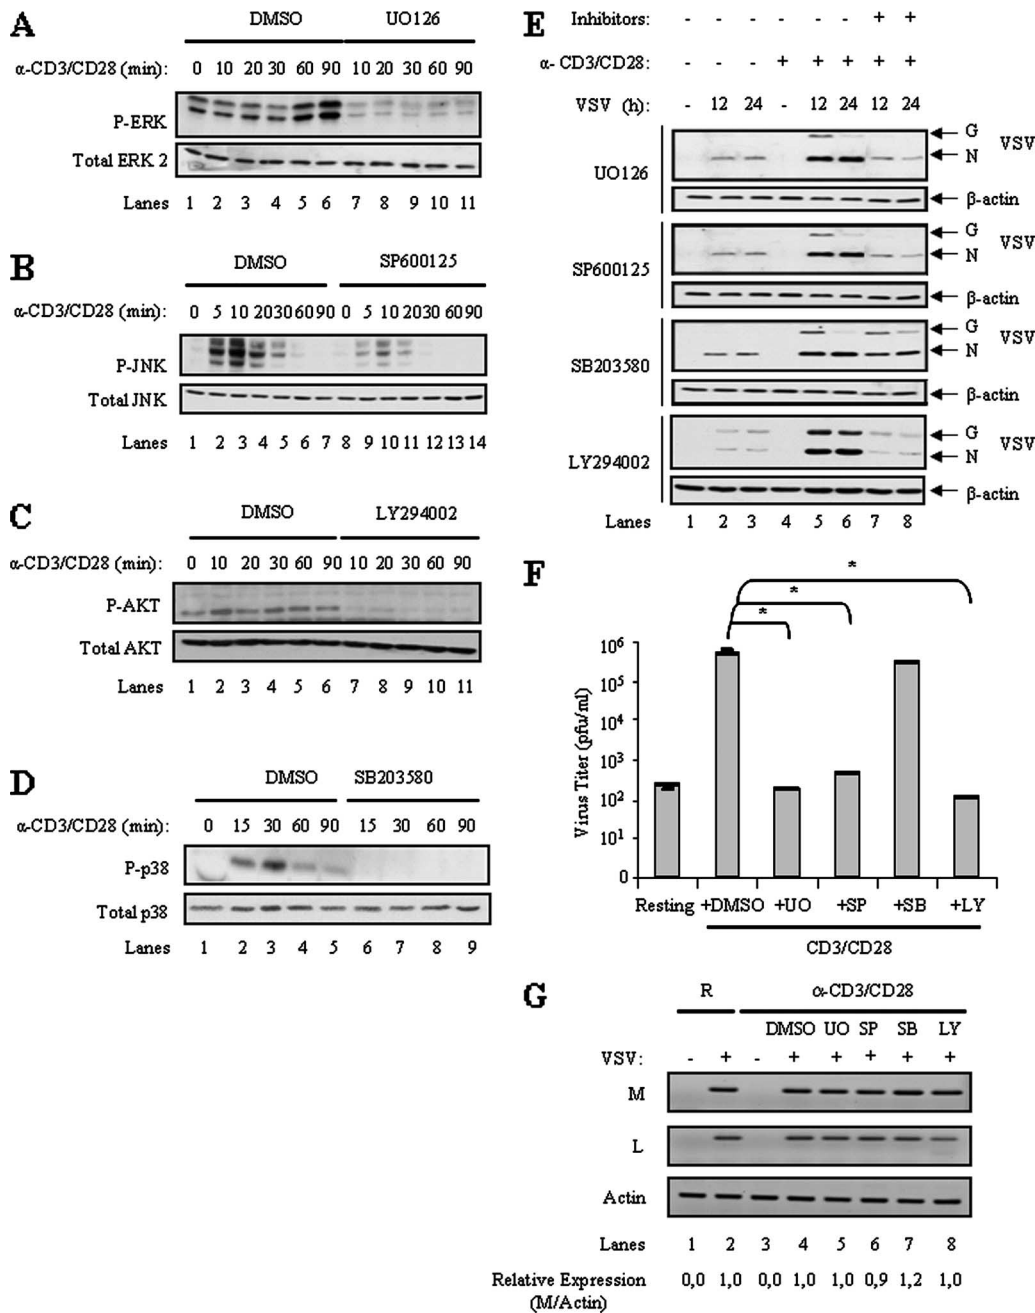 A
DMSO UO126
α-CD3/CD28 (min): 0 10 20 30 60 90 10 20 30 60 90
P-ERK
Total ERK 2
Lanes 1 2 3 4 5 6 7 8 9 10 11
B
DMSO SP600125
α-CD3/CD28 (min): 0 5 10 20 30 60 90 0 5 10 20 30 60 90
P-JNK
Total JNK
Lanes 1 2 3 4 5 6 7 8 9 10 11 12 13 14
C
DMSO LY294002
α-CD3/CD28 (min): 0 10 20 30 60 90 10 20 30 60 90
P-AKT
Total AKT
Lanes 1 2 3 4 5 6 7 8 9 10 11
D
DMSO SB203580
α-CD3/CD28 (min): 0 15 30 60 90 15 30 60 90
P-p38
Total p38
Lanes 1 2 3 4 5 6 7 8 9
E
Inhibitors: - - - - - - + +
α- CD3/CD28: - - - + + + + +
VSV (h): - 12 24 - 12 24 12 24
UO126
G
N
VSV
β-actin
SP600125
G
N
VSV
β-actin
SB203580
G
N
VSV
β-actin
LY294002
G
N
VSV
β-actin
Lanes 1 2 3 4 5 6 7 8
F
*
*
*
Virus Titer (pfu/ml)
10⁶
10⁵
10³
10²
10¹
0
Resting +DMSO +UO +SP +SB +LY
CD3/CD28
G
R α-CD3/CD28
DMSO UO SP SB LY
VSV: - + - + + + + +
M
L
Actin
Lanes 1 2 3 4 5 6 7 8
Relative Expression 0,0 1,0 0,0 1,0 1,0 0,9 1,2 1,0
(M/Actin)